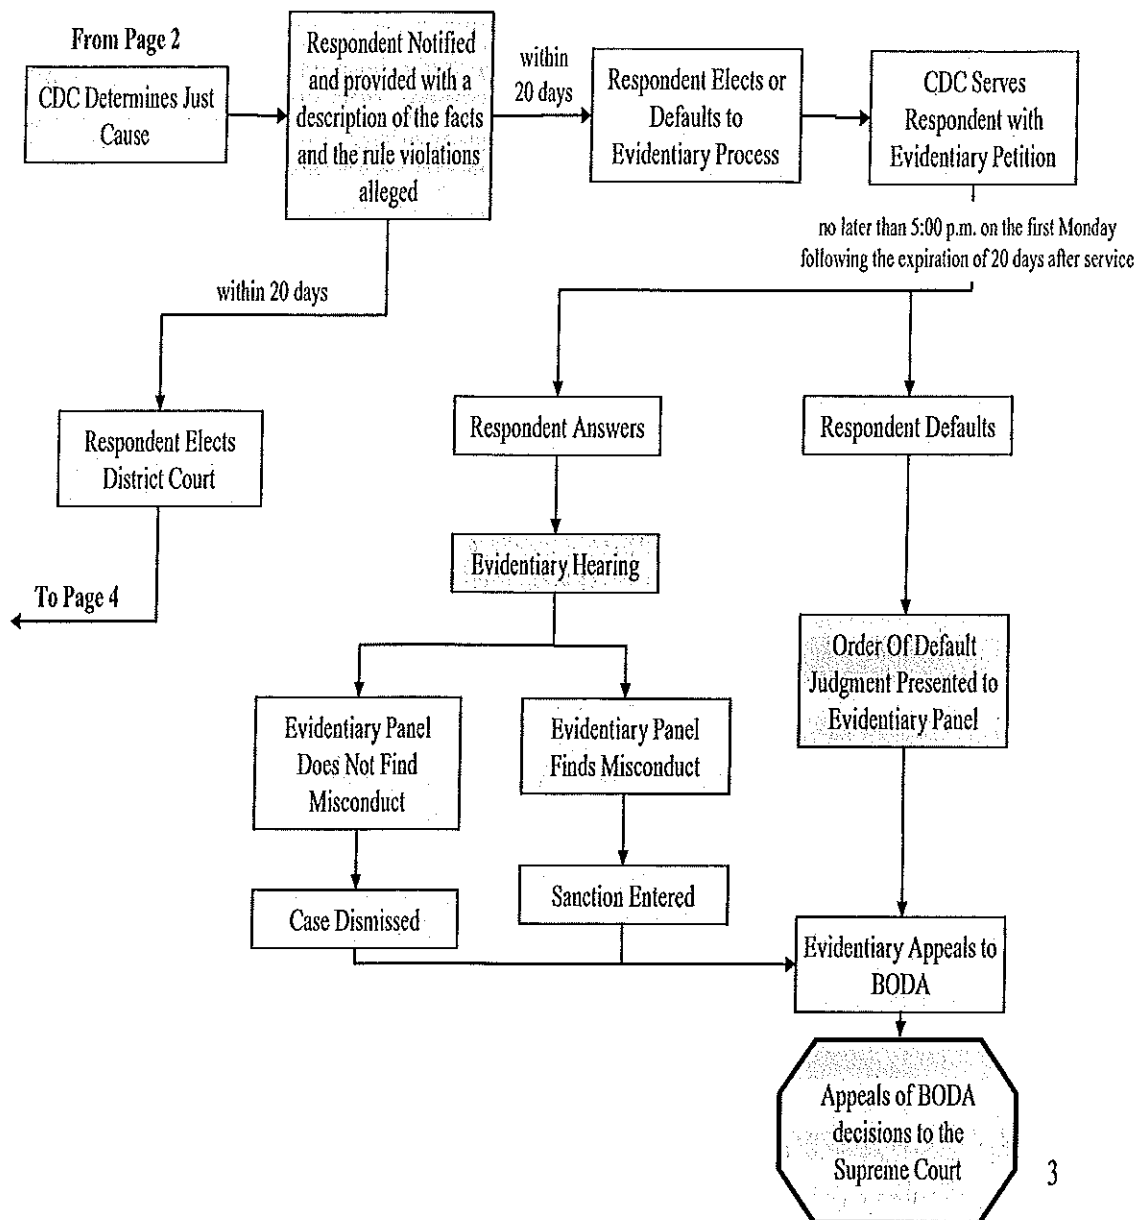 From Page 2
CDC Determines Just
Cause
Respondent Notified
and provided with a
description of the facts
and the rule violations
alleged
within
20 days
Respondent Elects or
Defaults to
Evidentiary Process
CDC Serves
Respondent with
Evidentiary Petition
no later than 5:00 p.m. on the first Monday
following the expiration of 20 days after service
within 20 days
Respondent Elects
District Court
To Page 4
Respondent Answers
Respondent Defaults
Evidentiary Hearing
Order Of Default
Judgment Presented to
Evidentiary Panel
Evidentiary Panel
Does Not Find
Misconduct
Evidentiary Panel
Finds Misconduct
Case Dismissed
Sanction Entered
Evidentiary Appeals to
BODA
Appeals of BODA
decisions to the
Supreme Court
3